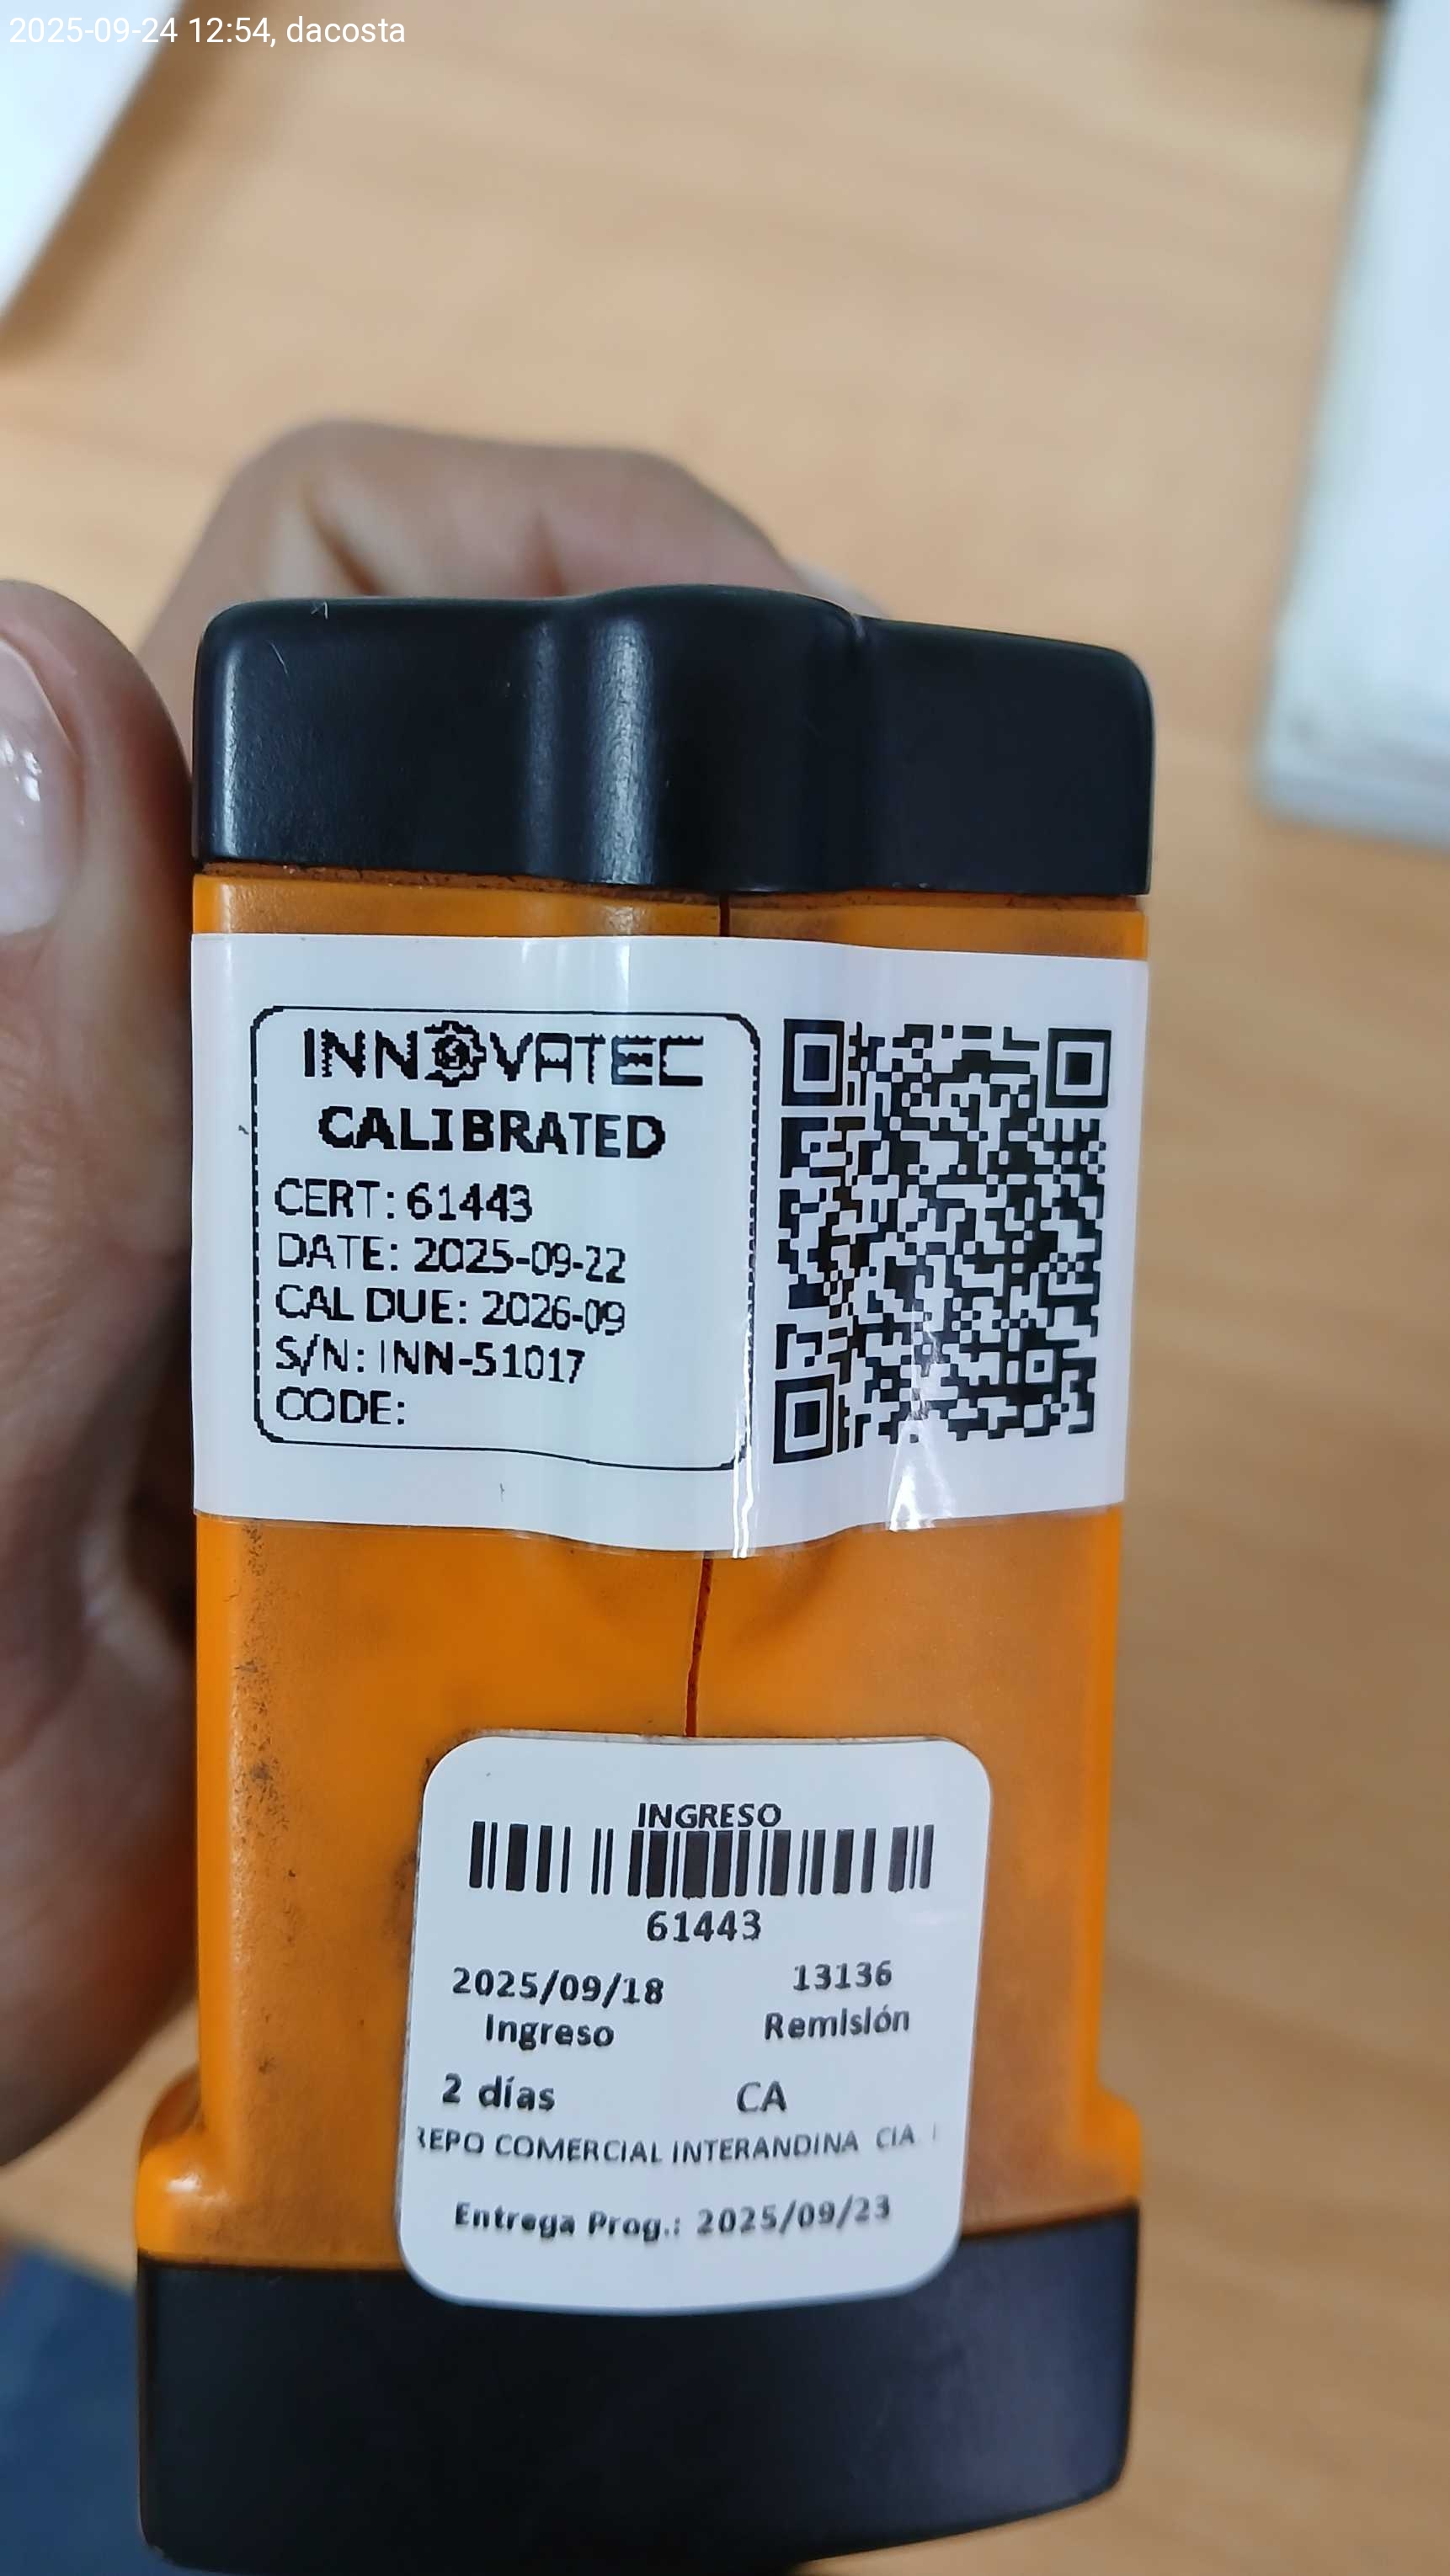 2025-09-24 12:54, dacosta
INNOVATEC
CALIBRATED
CERT: 61443
DATE: 2025-09-22
CAL DUE: 2026-09
S/N: INN-51017
CODE:
INGRESO
61443
2025/09/18 13136
Ingreso Remisión
2 días CA
REPO COMERCIAL INTERANDINA CIA.
Entrega Prog.: 2025/09/23